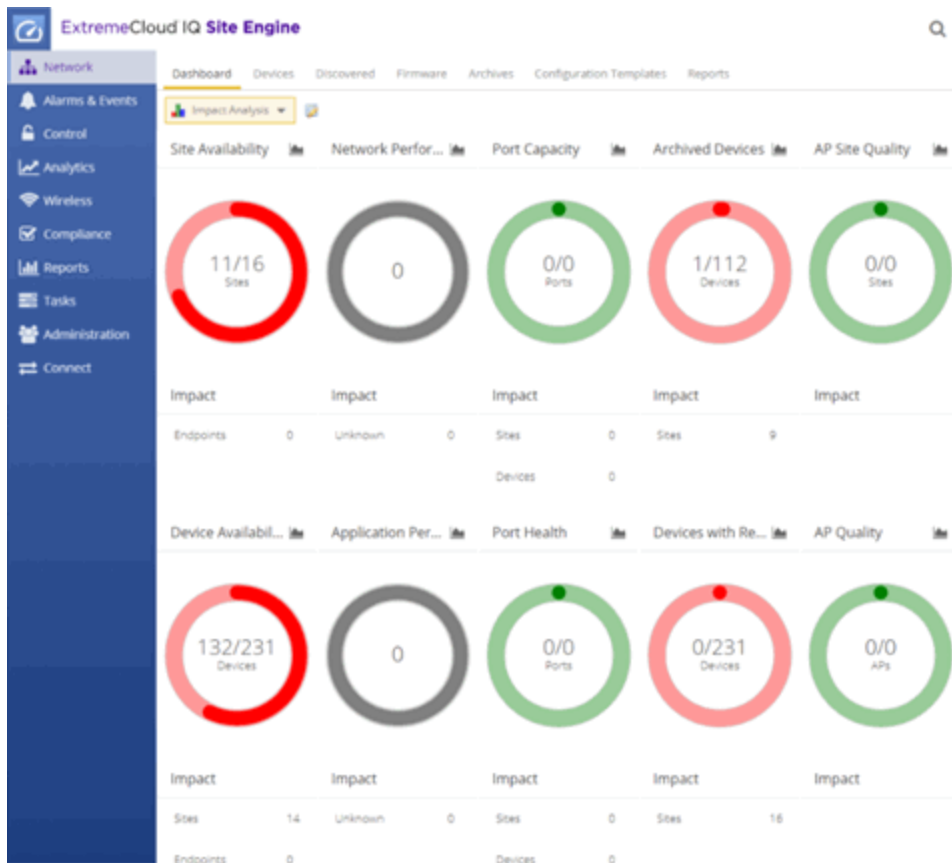 ExtremeCloud IQ Site Engine
Network
Alarms & Events
Control
Analytics
Wireless
Compliance
Reports
Tasks
Administration
Connect
Dashboard Devices Discovered Firmware Archives Configuration Templates Reports
Impact Analysis
Site Availability Network Perfor... Port Capacity Archived Devices AP Site Quality
11/16 0 0/0 1/112 0/0
Sites Ports Devices Sites
Impact Impact Impact Impact Impact
Endpoints 0 Unknown 0 Sites 0 Sites 9
Devices 0
Device Availabil... Application Per... Port Health Devices with Re... AP Quality
132/231 0 0/0 0/231 0/0
Devices Ports Devices APs
Impact Impact Impact Impact Impact
Sites 14 Unknown 0 Sites 0 Sites 16
Endpoints 0 Devices 0